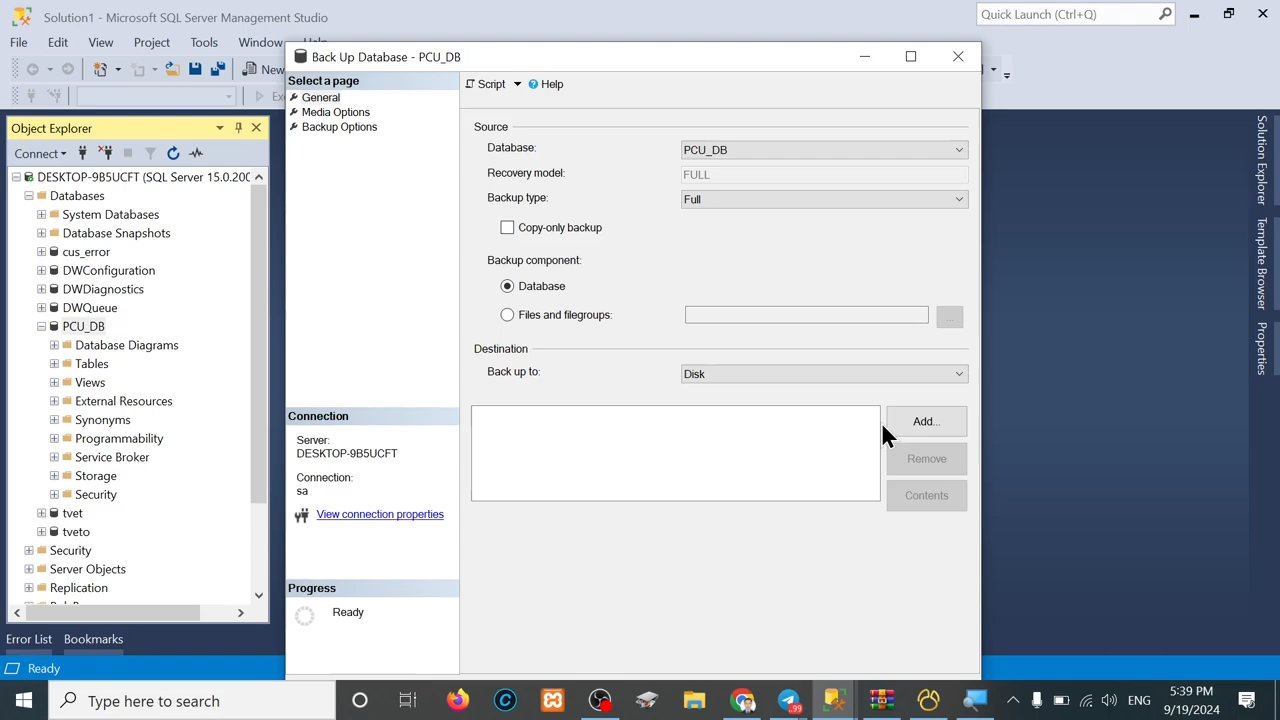 Solution1 - Microsoft SQL Server Management Studio
Quick Launch (Ctrl+Q)
File Edit View Project Tools Window Help
New
Ex
Object Explorer
Connect
DESKTOP-9B5UCFT (SQL Server 15.0.200
Databases
System Databases
Database Snapshots
cus_error
DWConfiguration
DWDiagnostics
DWQueue
PCU_DB
Database Diagrams
Tables
Views
External Resources
Synonyms
Programmability
Service Broker
Storage
Security
tvet
tveto
Security
Server Objects
Replication
Error List Bookmarks
Ready
Back Up Database - PCU_DB
Select a page
General
Media Options
Backup Options
Connection
Server:
DESKTOP-9B5UCFT
Connection:
sa
View connection properties
Progress
Ready
Script Help
Source
Database: PCU_DB
Recovery model: FULL
Backup type: Full
Copy-only backup
Backup component:
Database
Files and filegroups: ...
Destination
Back up to: Disk
Add...
Remove
Contents
Solution Explorer
Template Browser
Properties
Type here to search
99
ENG
5:39 PM
9/19/2024